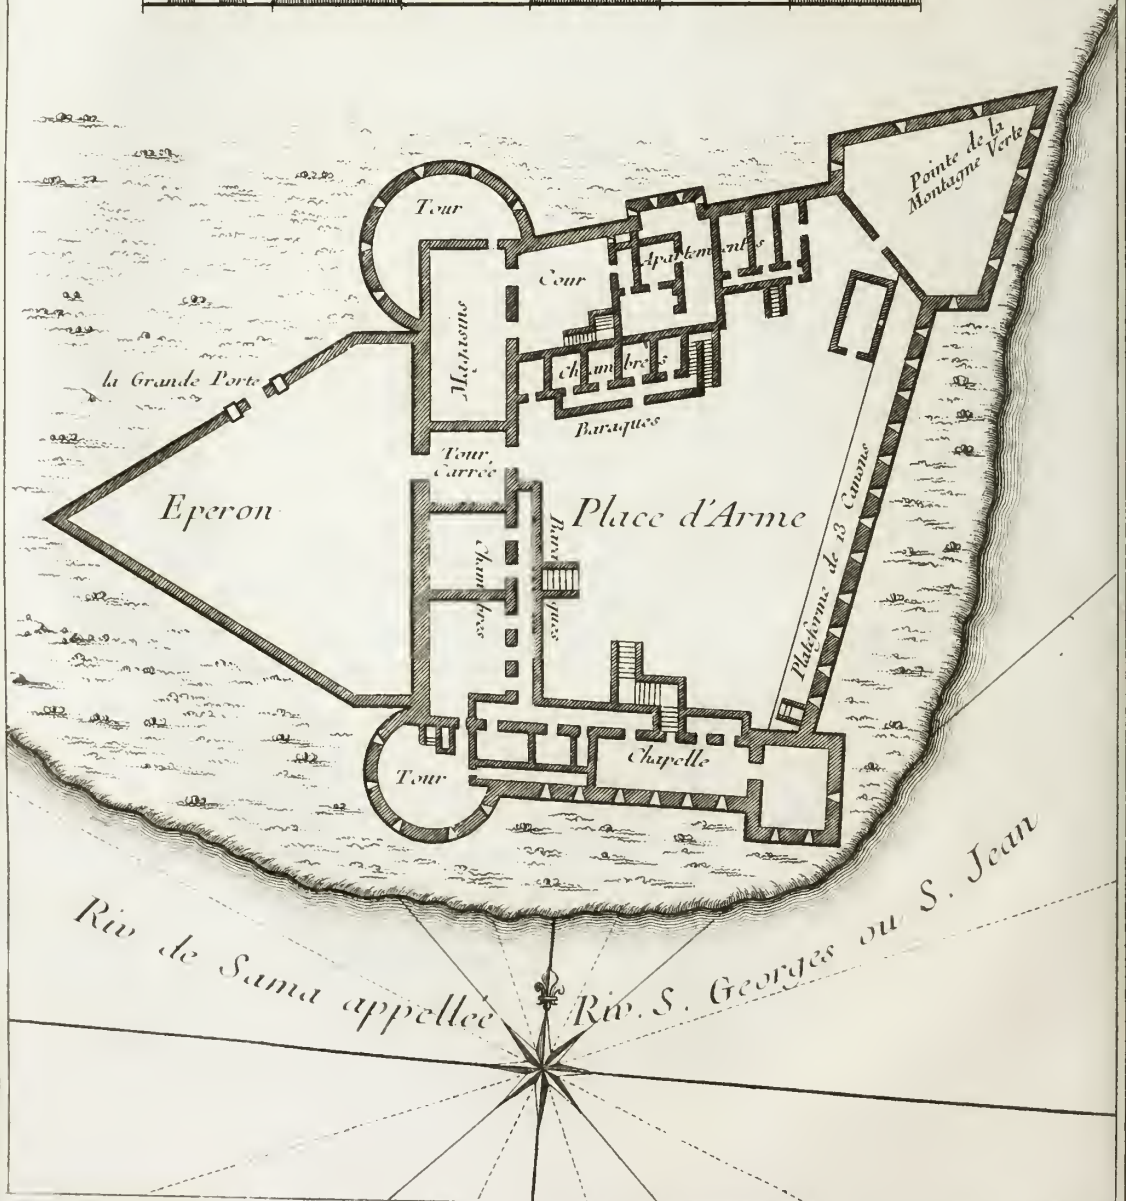 Pointe de la
Montagne Verte
Tour
Apartements
Cour
Magasins
Chambres
la Grande Porte
Baraques
Tour
Carrée
Eperon
Place d'Arme
Baraques
Chambres
Plateforme de 13 Canons
Chapelle
Tour
Riv de Sama appellée Riv. S. Georges ou S. Jean